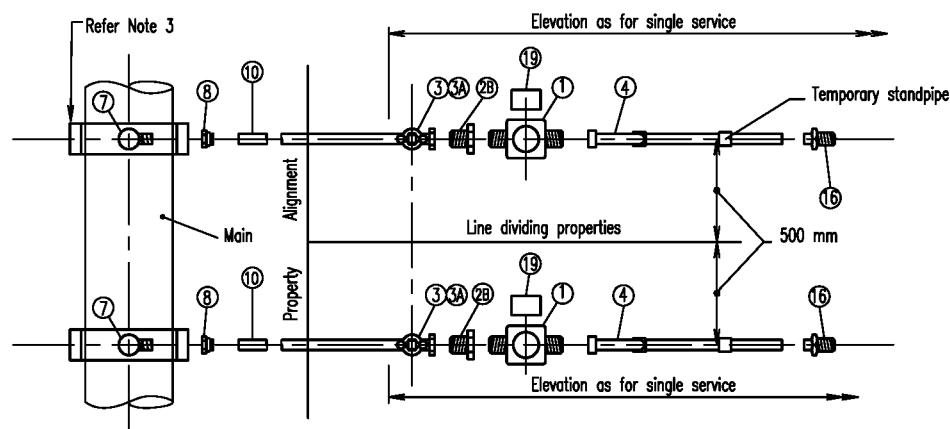 Elevation as for single service
Refer Note 3
19
10
8
7
3
3A
2B
1
4
Temporary standpipe
16
Alignment
Line dividing properties
Main
500 mm
Property
19
10
8
7
3
3A
2B
1
4
16
Elevation as for single service